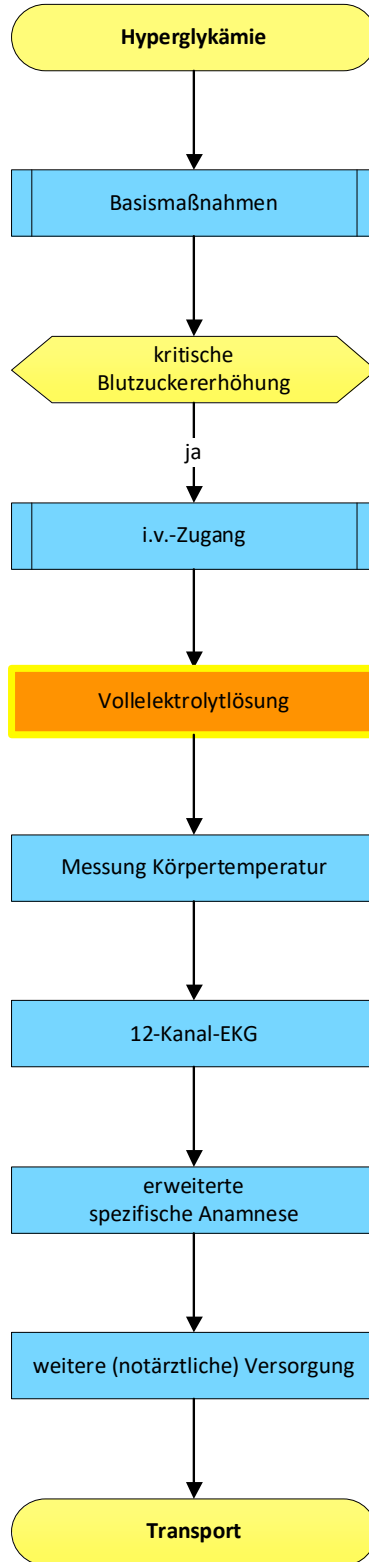 Hyperglykämie
Basismaßnahmen
kritische
Blutzuckererhöhung
ja
i.v.-Zugang
Vollelektrolytlösung
Messung Körpertemperatur
12-Kanal-EKG
erweiterte
spezifische Anamnese
weitere (notärztliche) Versorgung
Transport